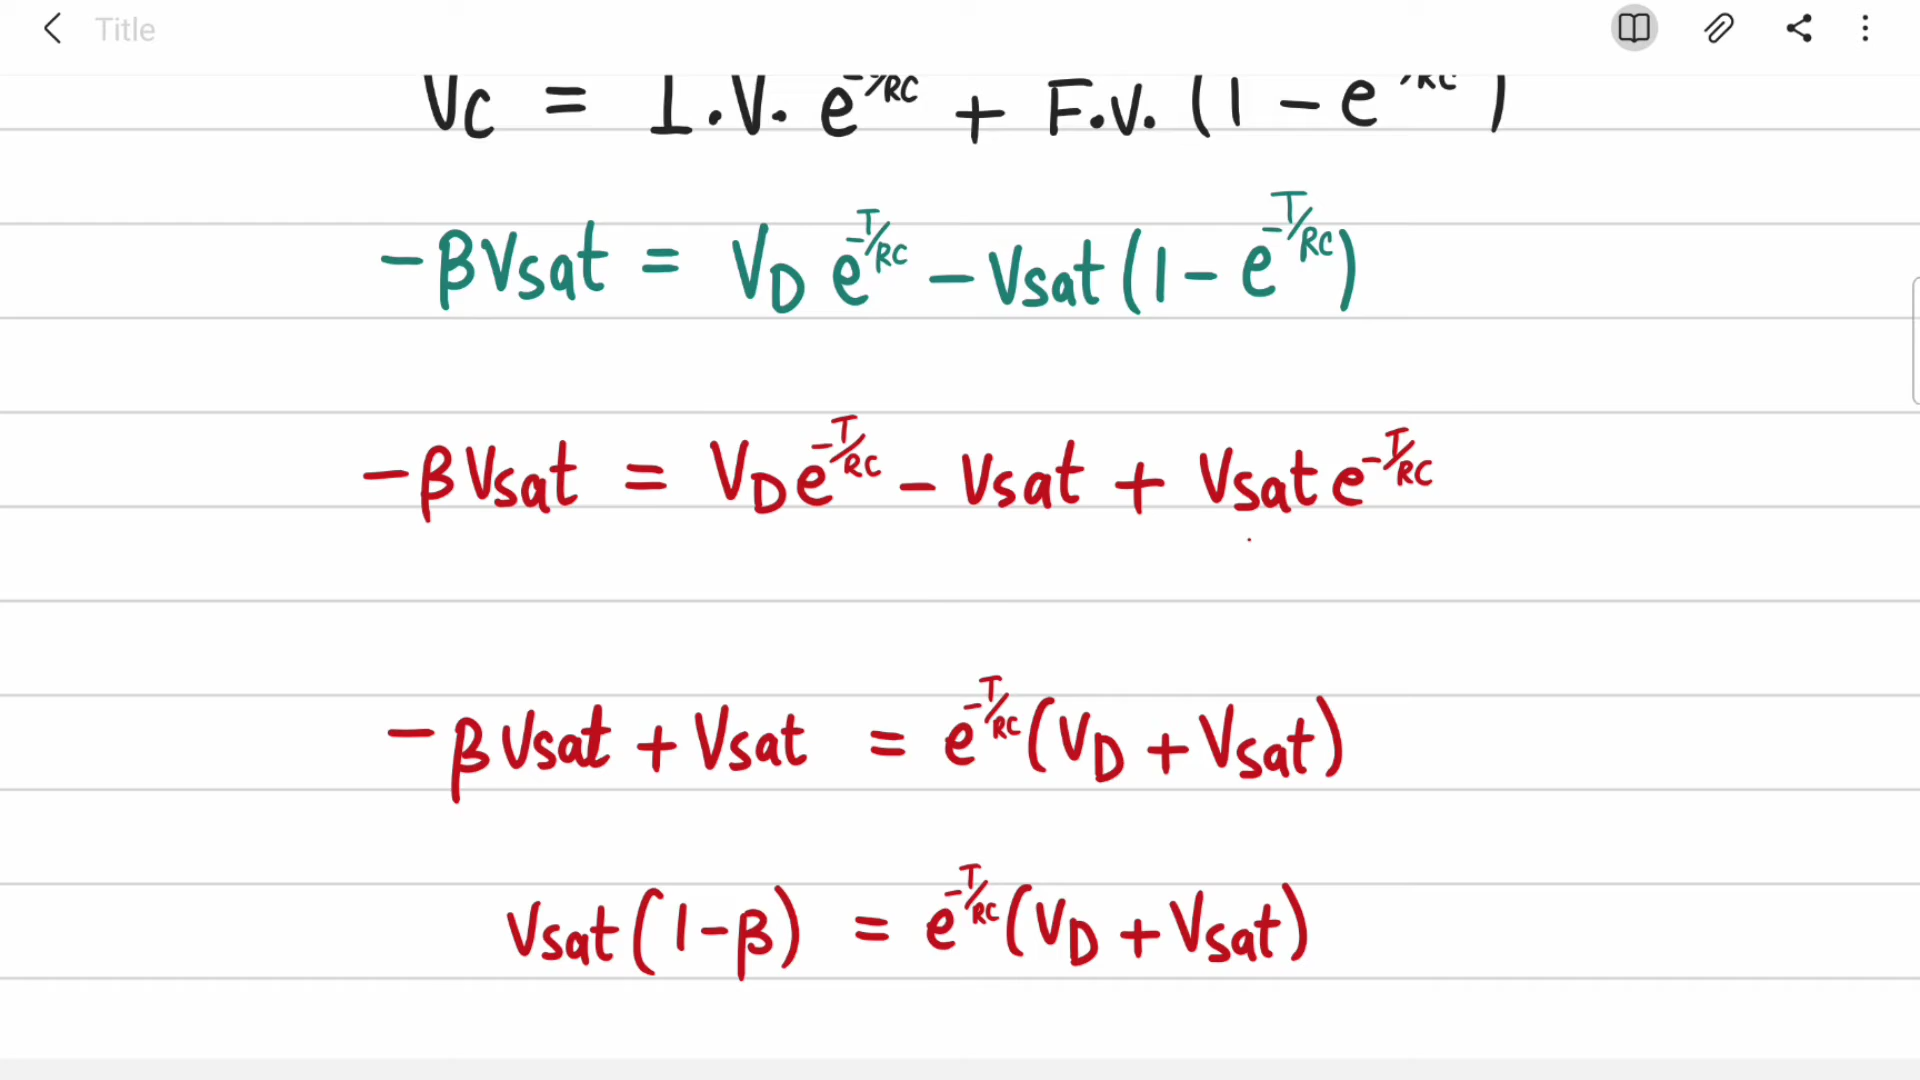 Title
Vc = I.V. e^-T/RC + F.V. (1 - e^-T/RC)
-βVsat = VD e^-T/RC - Vsat (1 - e^-T/RC)
-βVsat = VD e^-T/RC - Vsat + Vsat e^-T/RC
-βVsat + Vsat = e^-T/RC (VD + Vsat)
Vsat (1-β) = e^-T/RC (VD + Vsat)